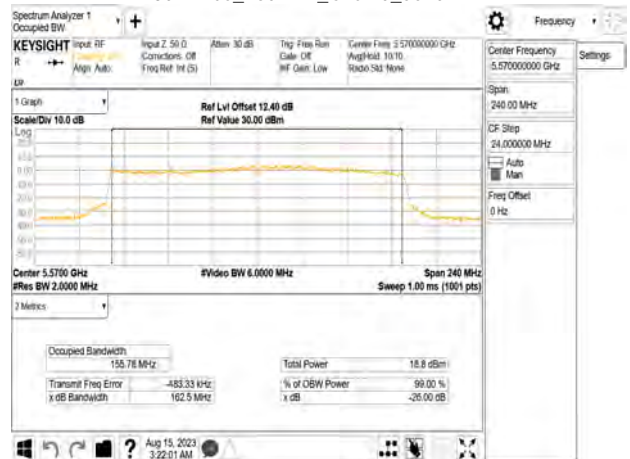 Spectrum Analyzer 1
Occupied BW
+
Frequency
KEYSIGHT
Input: RF
Input Z: 50 Ω
Atten: 30 dB
Trig: Free Run
Center Freq: 5.570000000 GHz
R
Corrections: Off
Gate: Off
Avg|Hold: 10/10
Align: Auto
Freq Ref: Int (S)
#IF Gain: Low
Radio Std: None
Center Frequency
5.570000000 GHz
Settings
Span
240.00 MHz
CF Step
24.000000 MHz
Auto
Man
Freq Offset
0 Hz
1 Graph
Ref Lvl Offset 12.40 dB
Scale/Div 10.0 dB
Ref Value 30.00 dBm
Log
Center 5.5700 GHz
#Video BW 6.0000 MHz
Span 240 MHz
#Res BW 2.0000 MHz
Sweep 1.00 ms (1001 pts)
2 Metrics
Occupied Bandwidth
155.78 MHz
Total Power
18.8 dBm
Transmit Freq Error
-483.33 kHz
% of OBW Power
99.00 %
x dB Bandwidth
162.5 MHz
x dB
-26.00 dB
?
Aug 15, 2023
3:22:01 AM